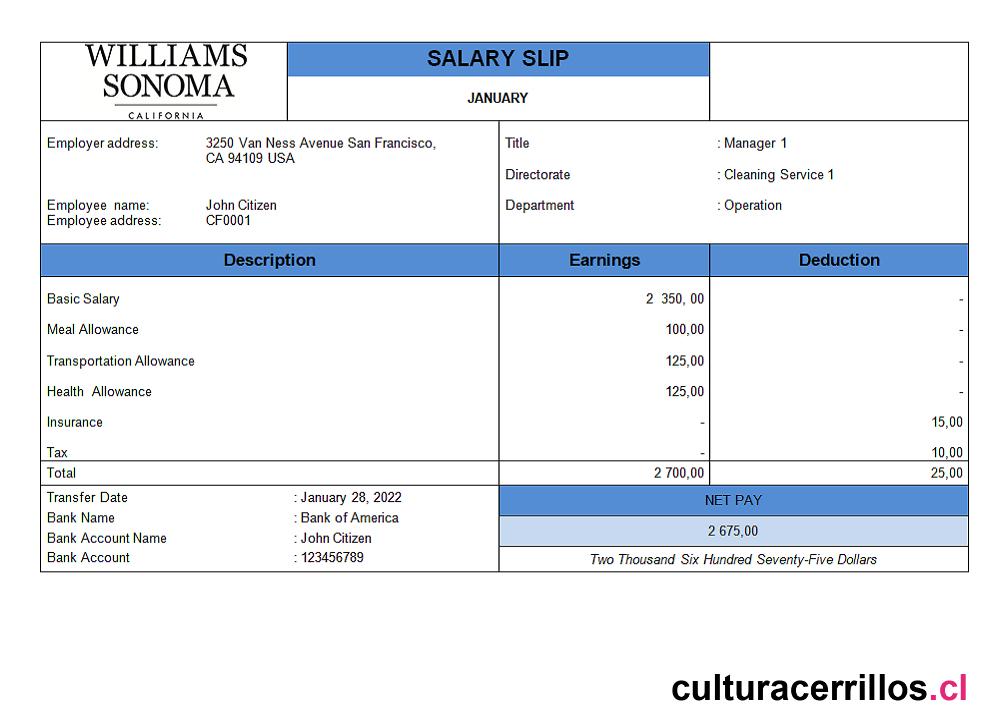 WILLIAMS
SONOMA
CALIFORNIA
SALARY SLIP
JANUARY
Employer address: 3250 Van Ness Avenue San Francisco,
CA 94109 USA
Employee name: John Citizen
Employee address: CF0001
Title : Manager 1
Directorate : Cleaning Service 1
Department : Operation
Description Earnings Deduction
Basic Salary 2 350, 00 -
Meal Allowance 100,00 -
Transportation Allowance 125,00 -
Health Allowance 125,00 -
Insurance - 15,00
Tax - 10,00
Total 2 700,00 25,00
Transfer Date : January 28, 2022
Bank Name : Bank of America
Bank Account Name : John Citizen
Bank Account : 123456789
NET PAY
2 675,00
Two Thousand Six Hundred Seventy-Five Dollars
culturacerrillos.cl